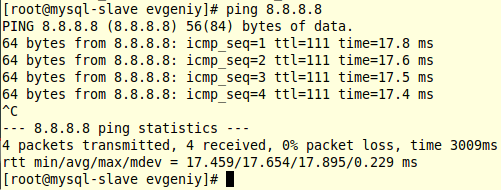 [root@mysql-slave evgeniy]# ping 8.8.8.8
PING 8.8.8.8 (8.8.8.8) 56(84) bytes of data.
64 bytes from 8.8.8.8: icmp_seq=1 ttl=111 time=17.8 ms
64 bytes from 8.8.8.8: icmp_seq=2 ttl=111 time=17.6 ms
64 bytes from 8.8.8.8: icmp_seq=3 ttl=111 time=17.5 ms
64 bytes from 8.8.8.8: icmp_seq=4 ttl=111 time=17.4 ms
^C
--- 8.8.8.8 ping statistics ---
4 packets transmitted, 4 received, 0% packet loss, time 3009ms
rtt min/avg/max/mdev = 17.459/17.654/17.895/0.229 ms
[root@mysql-slave evgeniy]#